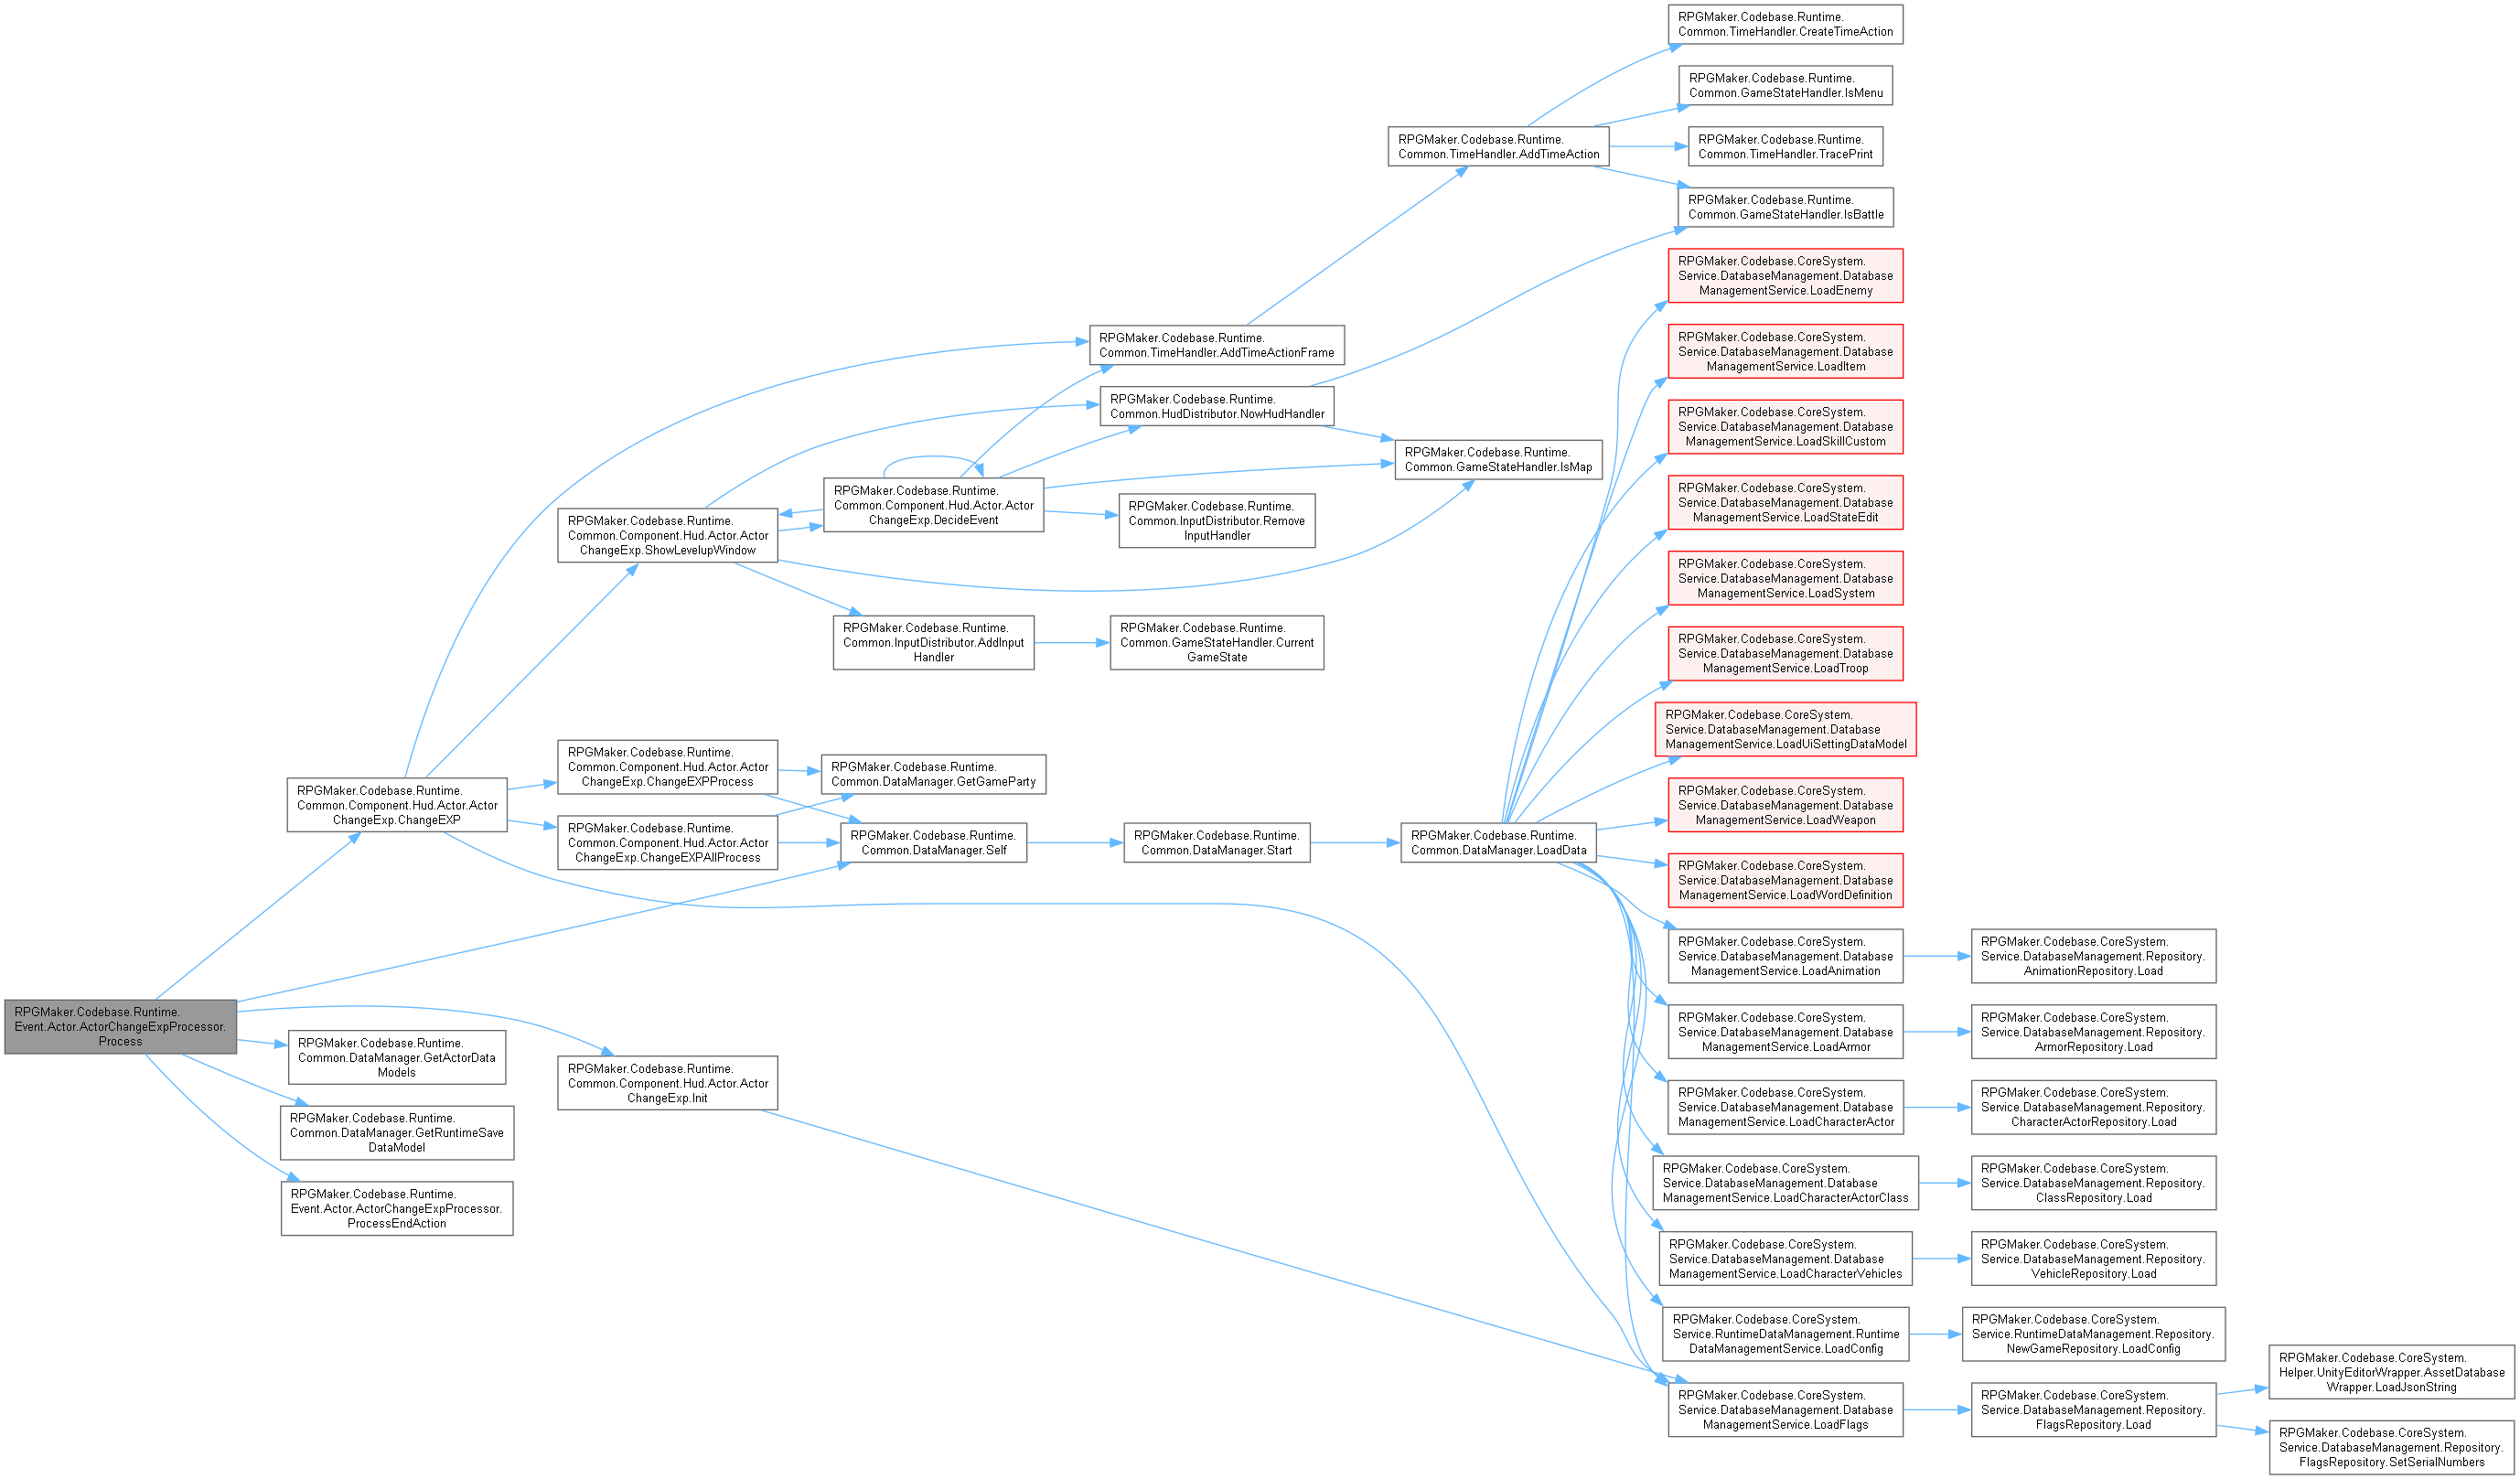 RPGMaker.Codebase.Runtime.
Event.Actor.ActorChangeExpProcessor.
Process
RPGMaker.Codebase.Runtime.
Common.Component.Hud.Actor.Actor
ChangeExp.ChangeEXP
RPGMaker.Codebase.Runtime.
Common.DataManager.GetActorData
Models
RPGMaker.Codebase.Runtime.
Common.DataManager.GetRuntimeSave
DataModel
RPGMaker.Codebase.Runtime.
Event.Actor.ActorChangeExpProcessor.
ProcessEndAction
RPGMaker.Codebase.Runtime.
Common.Component.Hud.Actor.Actor
ChangeExp.ShowLevelupWindow
RPGMaker.Codebase.Runtime.
Common.Component.Hud.Actor.Actor
ChangeExp.ChangeEXPProcess
RPGMaker.Codebase.Runtime.
Common.Component.Hud.Actor.Actor
ChangeExp.ChangeEXPAllProcess
RPGMaker.Codebase.Runtime.
Common.Component.Hud.Actor.Actor
ChangeExp.Init
RPGMaker.Codebase.Runtime.
Common.Component.Hud.Actor.Actor
ChangeExp.DecideEvent
RPGMaker.Codebase.Runtime.
Common.InputDistributor.AddInput
Handler
RPGMaker.Codebase.Runtime.
Common.DataManager.GetGameParty
RPGMaker.Codebase.Runtime.
Common.DataManager.Self
RPGMaker.Codebase.Runtime.
Common.TimeHandler.AddTimeActionFrame
RPGMaker.Codebase.Runtime.
Common.HudDistributor.NowHudHandler
RPGMaker.Codebase.Runtime.
Common.InputDistributor.Remove
InputHandler
RPGMaker.Codebase.Runtime.
Common.GameStateHandler.Current
GameState
RPGMaker.Codebase.Runtime.
Common.DataManager.Start
RPGMaker.Codebase.Runtime.
Common.TimeHandler.AddTimeAction
RPGMaker.Codebase.Runtime.
Common.GameStateHandler.IsMap
RPGMaker.Codebase.Runtime.
Common.DataManager.LoadData
RPGMaker.Codebase.Runtime.
Common.TimeHandler.CreateTimeAction
RPGMaker.Codebase.Runtime.
Common.GameStateHandler.IsMenu
RPGMaker.Codebase.Runtime.
Common.TimeHandler.TracePrint
RPGMaker.Codebase.Runtime.
Common.GameStateHandler.IsBattle
RPGMaker.Codebase.CoreSystem.
Service.DatabaseManagement.Database
ManagementService.LoadEnemy
RPGMaker.Codebase.CoreSystem.
Service.DatabaseManagement.Database
ManagementService.LoadItem
RPGMaker.Codebase.CoreSystem.
Service.DatabaseManagement.Database
ManagementService.LoadSkillCustom
RPGMaker.Codebase.CoreSystem.
Service.DatabaseManagement.Database
ManagementService.LoadStateEdit
RPGMaker.Codebase.CoreSystem.
Service.DatabaseManagement.Database
ManagementService.LoadSystem
RPGMaker.Codebase.CoreSystem.
Service.DatabaseManagement.Database
ManagementService.LoadTroop
RPGMaker.Codebase.CoreSystem.
Service.DatabaseManagement.Database
ManagementService.LoadUiSettingDataModel
RPGMaker.Codebase.CoreSystem.
Service.DatabaseManagement.Database
ManagementService.LoadWeapon
RPGMaker.Codebase.CoreSystem.
Service.DatabaseManagement.Database
ManagementService.LoadWordDefinition
RPGMaker.Codebase.CoreSystem.
Service.DatabaseManagement.Database
ManagementService.LoadAnimation
RPGMaker.Codebase.CoreSystem.
Service.DatabaseManagement.Database
ManagementService.LoadArmor
RPGMaker.Codebase.CoreSystem.
Service.DatabaseManagement.Database
ManagementService.LoadCharacterActor
RPGMaker.Codebase.CoreSystem.
Service.DatabaseManagement.Database
ManagementService.LoadCharacterActorClass
RPGMaker.Codebase.CoreSystem.
Service.DatabaseManagement.Database
ManagementService.LoadCharacterVehicles
RPGMaker.Codebase.CoreSystem.
Service.RuntimeDataManagement.Runtime
DataManagementService.LoadConfig
RPGMaker.Codebase.CoreSystem.
Service.DatabaseManagement.Database
ManagementService.LoadFlags
RPGMaker.Codebase.CoreSystem.
Service.DatabaseManagement.Repository.
AnimationRepository.Load
RPGMaker.Codebase.CoreSystem.
Service.DatabaseManagement.Repository.
ArmorRepository.Load
RPGMaker.Codebase.CoreSystem.
Service.DatabaseManagement.Repository.
CharacterActorRepository.Load
RPGMaker.Codebase.CoreSystem.
Service.DatabaseManagement.Repository.
ClassRepository.Load
RPGMaker.Codebase.CoreSystem.
Service.DatabaseManagement.Repository.
VehicleRepository.Load
RPGMaker.Codebase.CoreSystem.
Service.RuntimeDataManagement.Repository.
NewGameRepository.LoadConfig
RPGMaker.Codebase.CoreSystem.
Service.DatabaseManagement.Repository.
FlagsRepository.Load
RPGMaker.Codebase.CoreSystem.
Helper.UnityEditorWrapper.AssetDatabase
Wrapper.LoadJsonString
RPGMaker.Codebase.CoreSystem.
Service.DatabaseManagement.Repository.
FlagsRepository.SetSerialNumbers